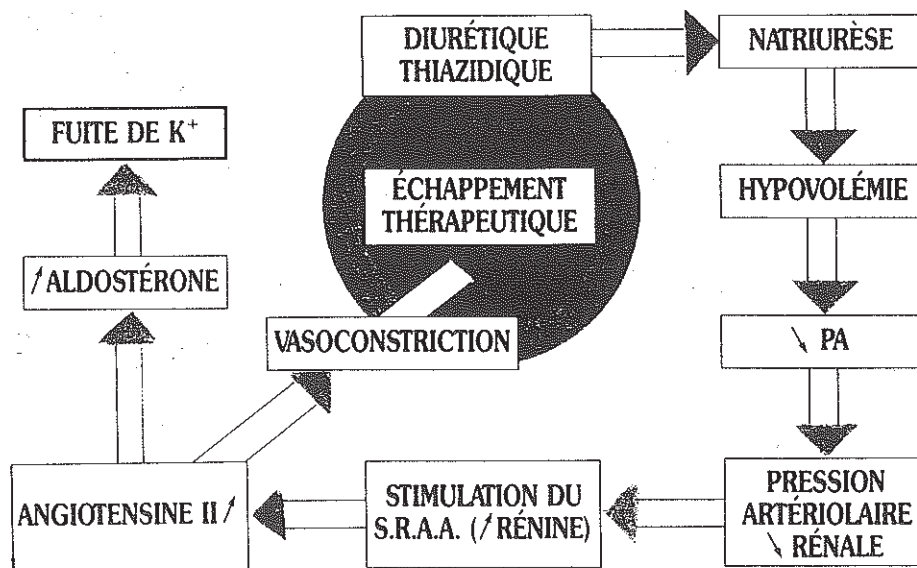 DIURÉTIQUE
THIAZIDIQUE
NATRIURÈSE
FUITE DE K⁺
ÉCHAPPEMENT
THÉRAPEUTIQUE
HYPOVOLÉMIE
↗ ALDOSTÉRONE
VASOCONSTRICTION
↘ PA
ANGIOTENSINE II ↗
STIMULATION DU
S.R.A.A. (↗ RÉNINE)
PRESSION
ARTÉRIOLAIRE
↘ RÉNALE